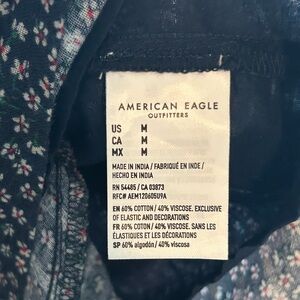 AMERICAN EAGLE
OUTFITTERS
US M
CA M
MX M
MADE IN INDIA / FABRIQUÉ EN INDE /
HECHO EN INDIA
RN 54485 / CA 03873
RFC# AEM120605U9A
EN 60% COTTON / 40% VISCOSE, EXCLUSIVE
OF ELASTIC AND DECORATIONS
FR 60% COTON / 40% VISCOSE, SANS LES
ÉLASTIQUES ET LES DÉCORATIONS
SP 60% algodón / 40% viscosa